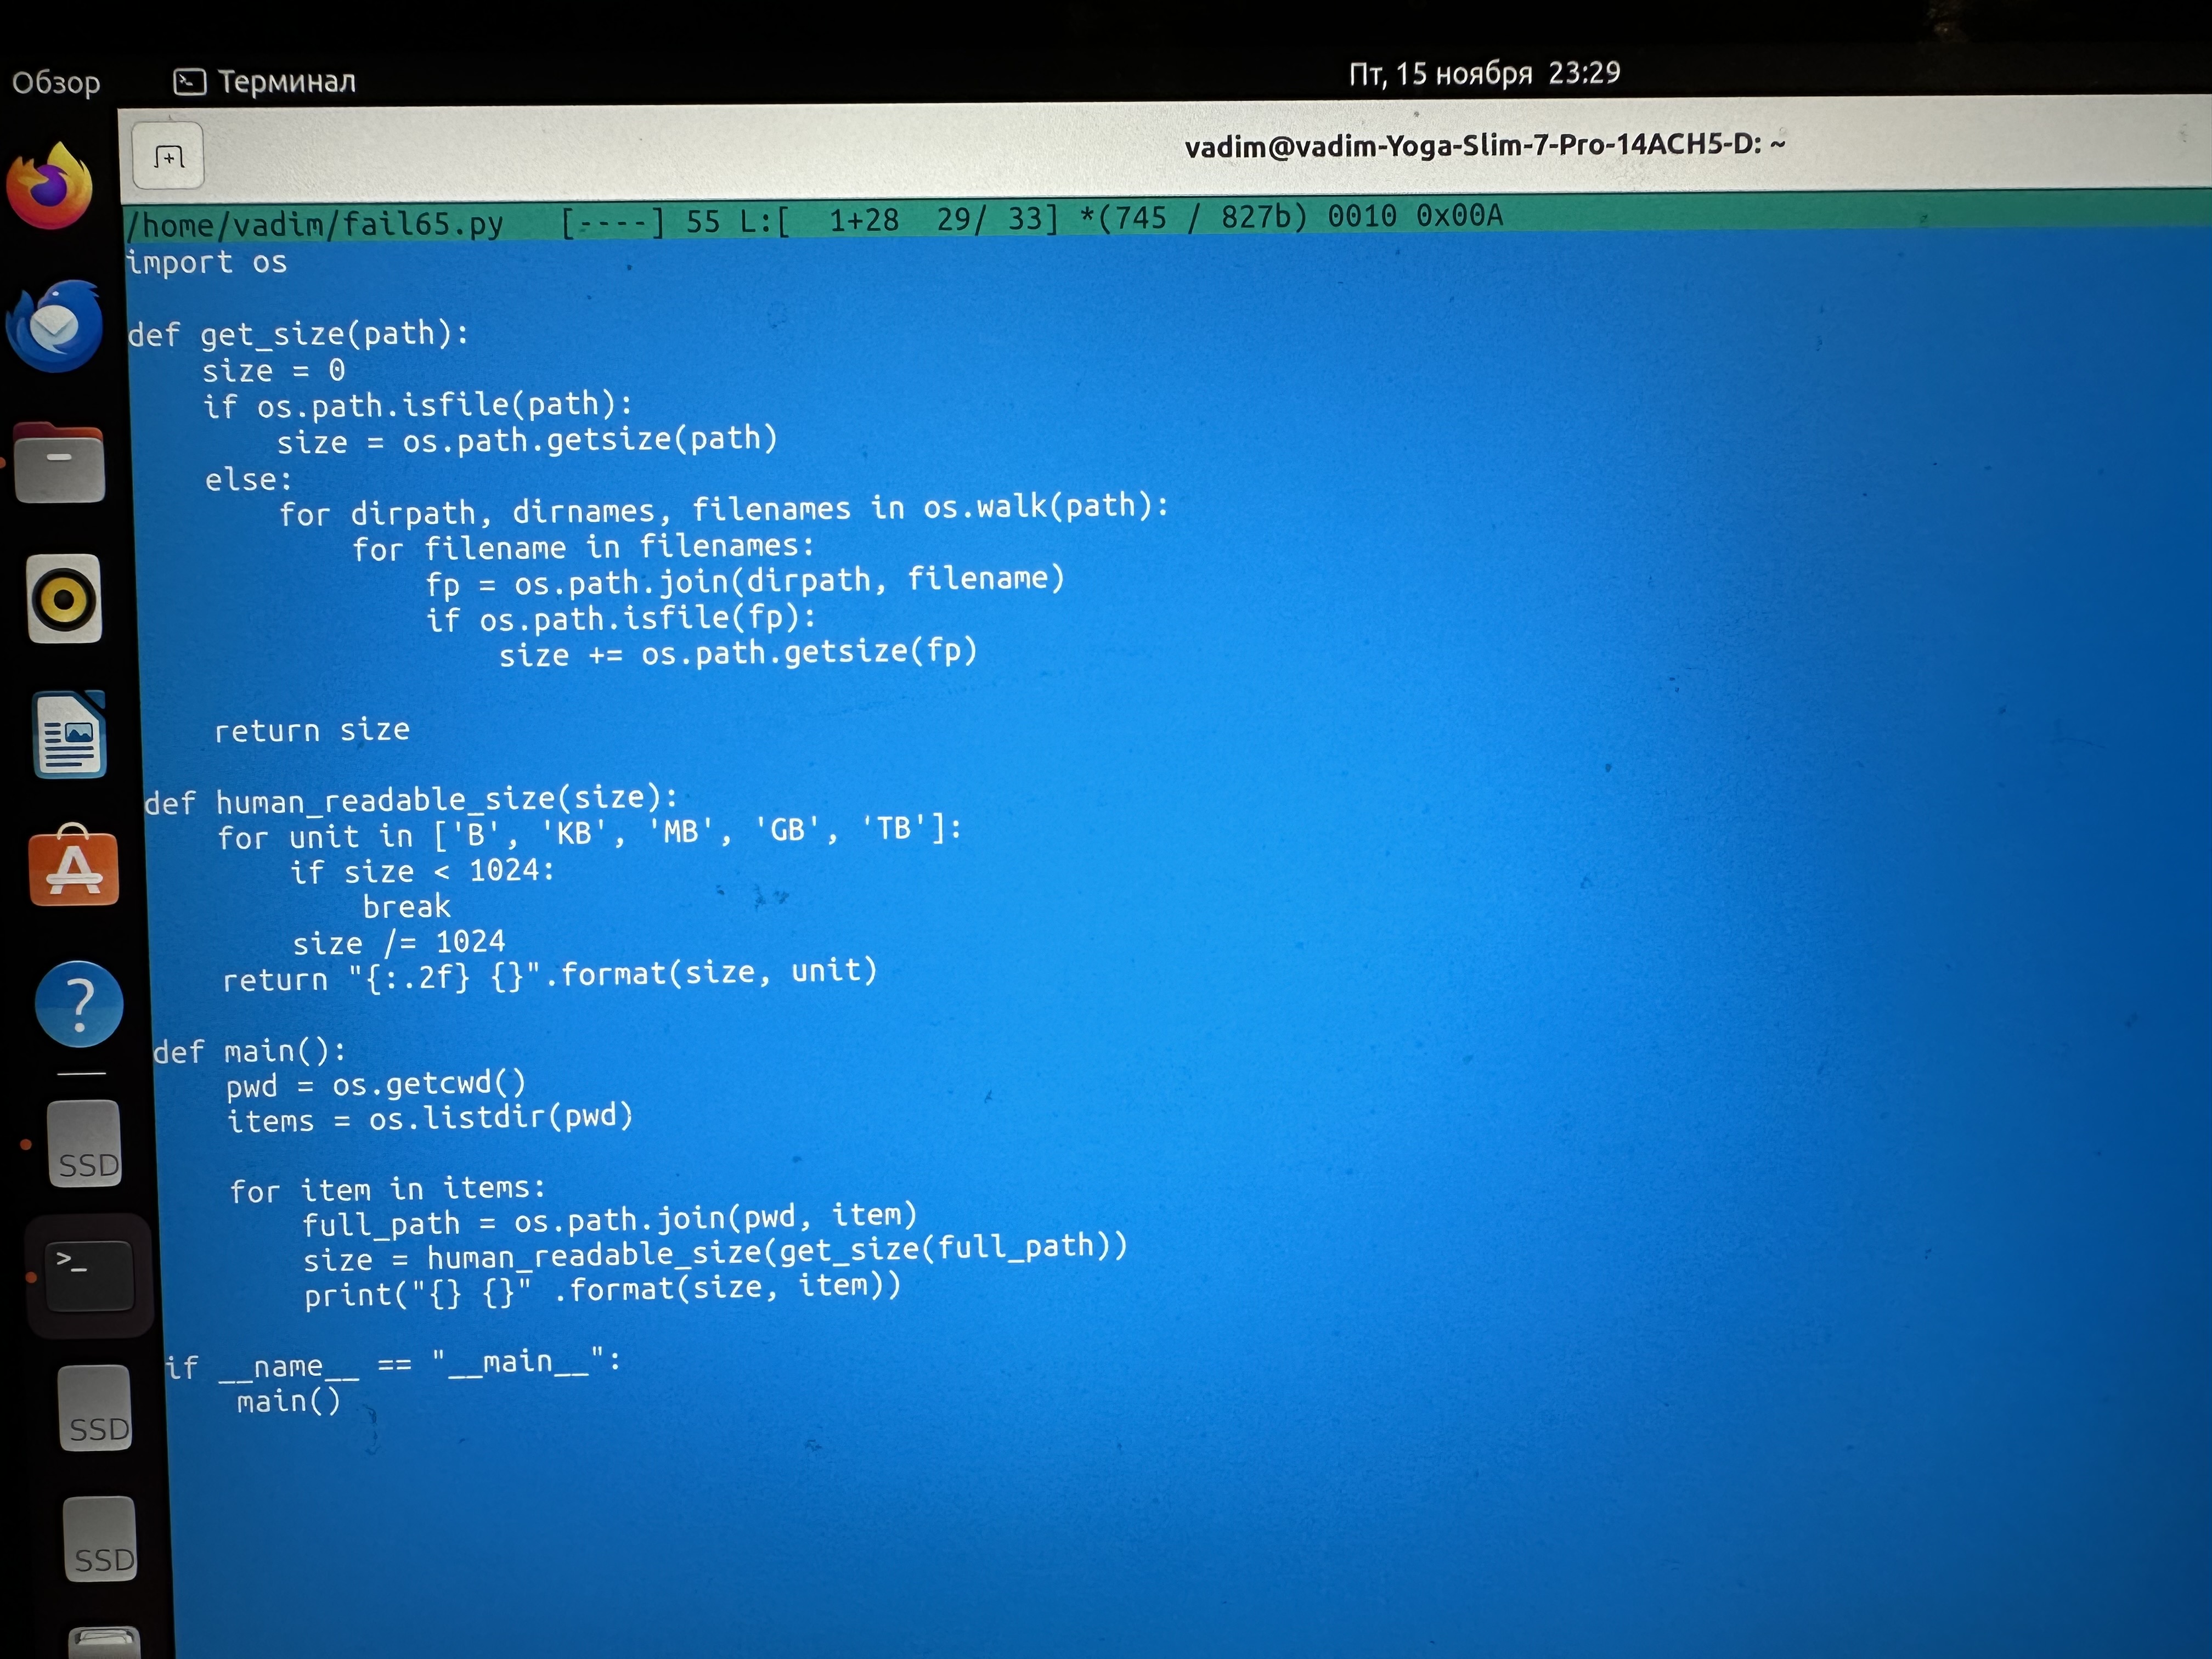 Обзор
Терминал
Пт, 15 ноября 23:29
vadim@vadim-Yoga-Slim-7-Pro-14ACH5-D: ~
/home/vadim/fail65.py   [----] 55 L:[  1+28  29/ 33] *(745 / 827b) 0010 0x00A
import os
def get_size(path):
    size = 0
    if os.path.isfile(path):
        size = os.path.getsize(path)
    else:
        for dirpath, dirnames, filenames in os.walk(path):
            for filename in filenames:
                fp = os.path.join(dirpath, filename)
                if os.path.isfile(fp):
                    size += os.path.getsize(fp)
    return size
def human_readable_size(size):
    for unit in ['B', 'KB', 'MB', 'GB', 'TB']:
        if size < 1024:
            break
        size /= 1024
    return "{:.2f} {}".format(size, unit)
def main():
    pwd = os.getcwd()
    items = os.listdir(pwd)
    for item in items:
        full_path = os.path.join(pwd, item)
        size = human_readable_size(get_size(full_path))
        print("{} {}" .format(size, item))
if __name__ == "__main__":
    main()
SSD
>_
SSD
SSD